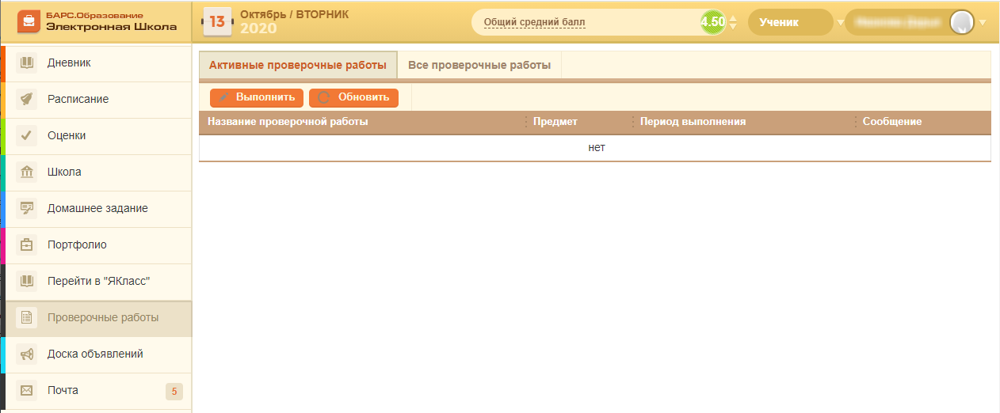 БАРС.Образование
Электронная Школа
13
Октябрь / ВТОРНИК
2020
Общий средний балл
4.50
Ученик
Дневник
Расписание
Оценки
Школа
Домашнее задание
Портфолио
Перейти в "ЯКласс"
Проверочные работы
Доска объявлений
Почта 5
Активные проверочные работы Все проверочные работы
Выполнить Обновить
Название проверочной работы Предмет Период выполнения Сообщение
нет